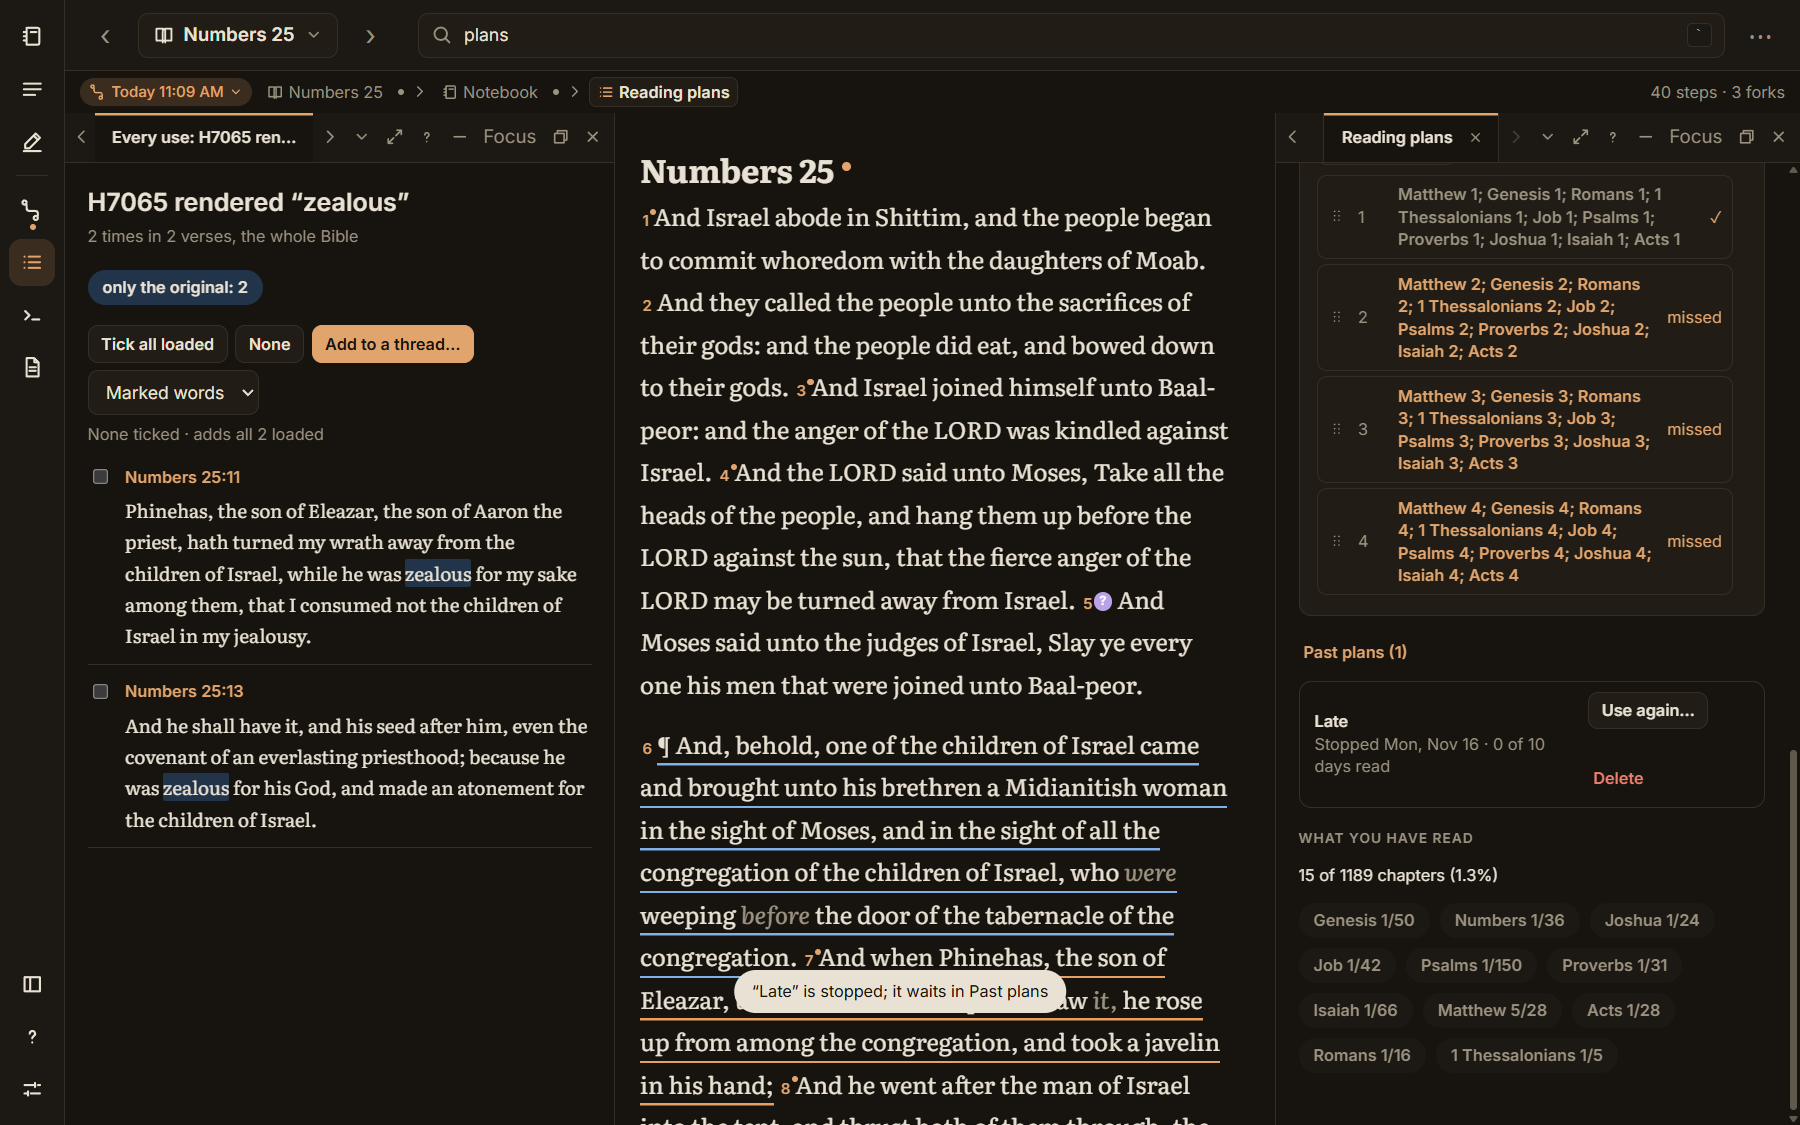 Numbers 25
plans
`
Today 11:09 AM
Numbers 25
Notebook
Reading plans
40 steps · 3 forks
Every use: H7065 ren...
? Focus
H7065 rendered “zealous”
2 times in 2 verses, the whole Bible
only the original: 2
Tick all loaded
None
Add to a thread...
Marked words
None ticked · adds all 2 loaded
Numbers 25:11
Phinehas, the son of Eleazar, the son of Aaron the
priest, hath turned my wrath away from the
children of Israel, while he was zealous for my sake
among them, that I consumed not the children of
Israel in my jealousy.
Numbers 25:13
And he shall have it, and his seed after him, even the
covenant of an everlasting priesthood; because he
was zealous for his God, and made an atonement for
the children of Israel.
Numbers 25
1 And Israel abode in Shittim, and the people began
to commit whoredom with the daughters of Moab.
2 And they called the people unto the sacrifices of
their gods: and the people did eat, and bowed down
to their gods. 3 And Israel joined himself unto Baal-
peor: and the anger of the LORD was kindled against
Israel. 4 And the LORD said unto Moses, Take all the
heads of the people, and hang them up before the
LORD against the sun, that the fierce anger of the
LORD may be turned away from Israel. 5 ? And
Moses said unto the judges of Israel, Slay ye every
one his men that were joined unto Baal-peor.
6 ¶ And, behold, one of the children of Israel came
and brought unto his brethren a Midianitish woman
in the sight of Moses, and in the sight of all the
congregation of the children of Israel, who were
weeping before the door of the tabernacle of the
congregation. 7 And when Phinehas, the son of
Eleazar, it, he rose
“Late” is stopped; it waits in Past plans
up from among the congregation, and took a javelin
in his hand; 8 And he went after the man of Israel
into the tent, and thrust both of them through, the
Reading plans
? Focus
1 Matthew 1; Genesis 1; Romans 1; 1
Thessalonians 1; Job 1; Psalms 1;
Proverbs 1; Joshua 1; Isaiah 1; Acts 1
✓
2 Matthew 2; Genesis 2; Romans
2; 1 Thessalonians 2; Job 2;
Psalms 2; Proverbs 2; Joshua 2;
Isaiah 2; Acts 2
missed
3 Matthew 3; Genesis 3; Romans
3; 1 Thessalonians 3; Job 3;
Psalms 3; Proverbs 3; Joshua 3;
Isaiah 3; Acts 3
missed
4 Matthew 4; Genesis 4; Romans
4; 1 Thessalonians 4; Job 4;
Psalms 4; Proverbs 4; Joshua 4;
Isaiah 4; Acts 4
missed
Past plans (1)
Late
Stopped Mon, Nov 16 · 0 of 10
days read
Use again...
Delete
WHAT YOU HAVE READ
15 of 1189 chapters (1.3%)
Genesis 1/50 Numbers 1/36 Joshua 1/24
Job 1/42 Psalms 1/150 Proverbs 1/31
Isaiah 1/66 Matthew 5/28 Acts 1/28
Romans 1/16 1 Thessalonians 1/5
?